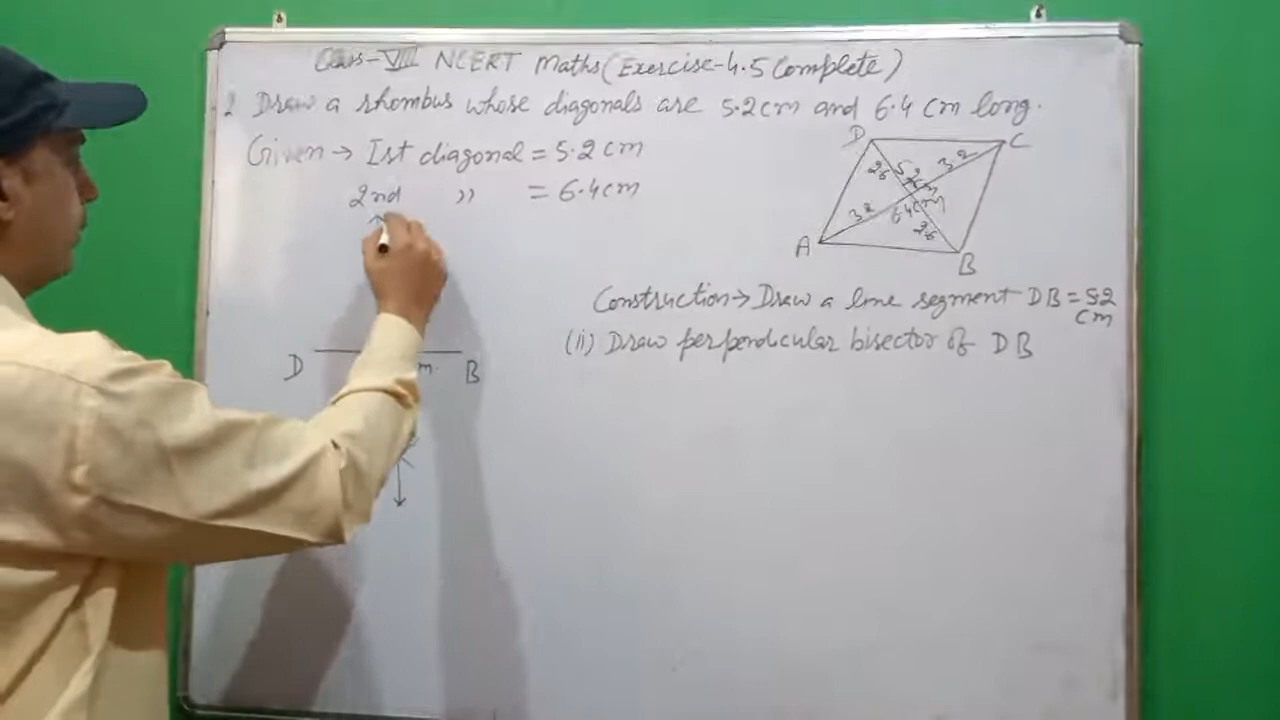 Class-VIII NCERT Maths (Exercise-4.5 Complete)
2 Draw a rhombus whose diagonals are 5.2cm and 6.4 cm long.
Given → Ist diagonal = 5.2 cm
2nd " = 6.4cm
D C
2.6 5.2cm 3.2
3.2 6.4cm 2.6
A B
Construction → Draw a line segment DB = 5.2
cm
(ii) Draw perpendicular bisector of DB
D m. B